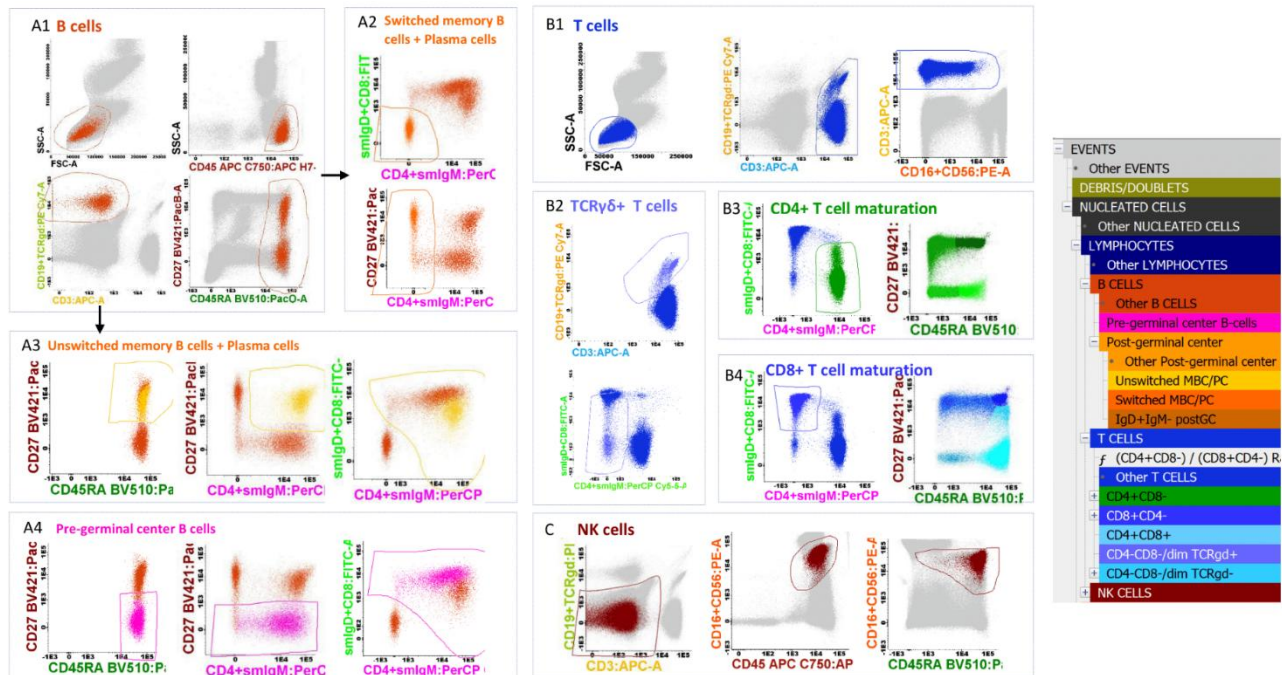 A1 B cells
SSC-A
FSC-A
CD45 APC C750:APC H7-
CD19+TCRgd:PE Cy7-A
CD3:APC-A
CD27 BV421:PacB-A
CD45RA BV510:PacO-A
A2 Switched memory B
cells + Plasma cells
smIgD+CD8:FIT
CD4+smIgM:PerC
CD27 BV421:Pac
CD4+smIgM:PerC
A3 Unswitched memory B cells + Plasma cells
CD27 BV421:Pac
CD45RA BV510:Pa
CD27 BV421:Pacl
CD4+smIgM:PerCl
smIgD+CD8:FITC-
CD4+smIgM:PerCP
A4 Pre-germinal center B cells
CD27 BV421:Pac
CD45RA BV510:Pa
CD27 BV421:Pac
CD4+smIgM:PerC
smIgD+CD8:FITC-A
CD4+smIgM:PerCP
B1 T cells
SSC-A
FSC-A
CD19+TCRgd:PE Cy7-A
CD3:APC-A
CD3:APC-A
CD16+CD56:PE-A
B2 TCRγδ+ T cells
CD19+TCRgd:PE Cy7-A
CD3:APC-A
smIgD+CD8:FITC-A
CD4+smIgM:PerCP Cy5-5-A
B3 CD4+ T cell maturation
smIgD+CD8:FITC-A
CD4+smIgM:PerCP
CD27 BV421:
CD45RA BV510:
B4 CD8+ T cell maturation
smIgD+CD8:FITC-A
CD4+smIgM:PerCP
CD27 BV421:Pac
CD45RA BV510:P
C NK cells
CD19+TCRgd:PI
CD3:APC-A
CD16+CD56:PE-A
CD45 APC C750:AP
CD16+CD56:PE-A
CD45RA BV510:Pa
EVENTS
Other EVENTS
DEBRIS/DOUBLETS
NUCLEATED CELLS
Other NUCLEATED CELLS
LYMPHOCYTES
Other LYMPHOCYTES
B CELLS
Other B CELLS
Pre-germinal center B-cells
Post-germinal center
Other Post-germinal center
Unswitched MBC/PC
Switched MBC/PC
IgD+IgM- postGC
T CELLS
ƒ (CD4+CD8-) / (CD8+CD4-) R
Other T CELLS
CD4+CD8-
CD8+CD4-
CD4+CD8+
CD4-CD8-/dim TCRgd+
CD4-CD8-/dim TCRgd-
NK CELLS